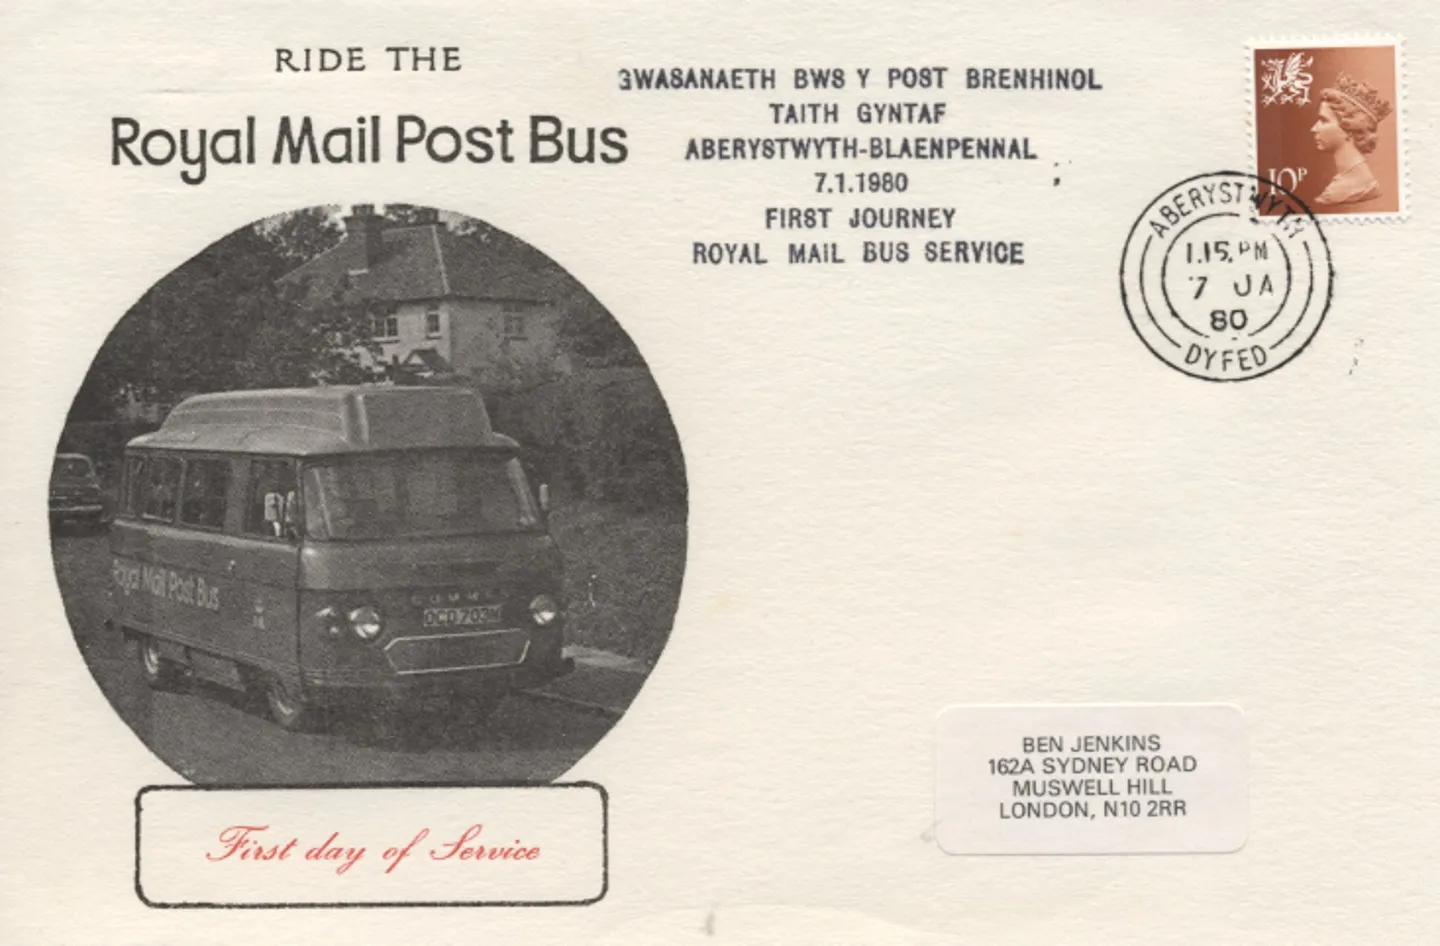 RIDE THE
Royal Mail Post Bus
GWASANAETH BWS Y POST BRENHINOL
TAITH GYNTAF
ABERYSTWYTH-BLAENPENNAL
7.1.1980
FIRST JOURNEY
ROYAL MAIL BUS SERVICE
10P
ABERYSTWYTH
1.15.PM
7 JA
80
DYFED
Royal Mail Post Bus
COMMER
OCD 703M
First day of Service
BEN JENKINS
162A SYDNEY ROAD
MUSWELL HILL
LONDON, N10 2RR